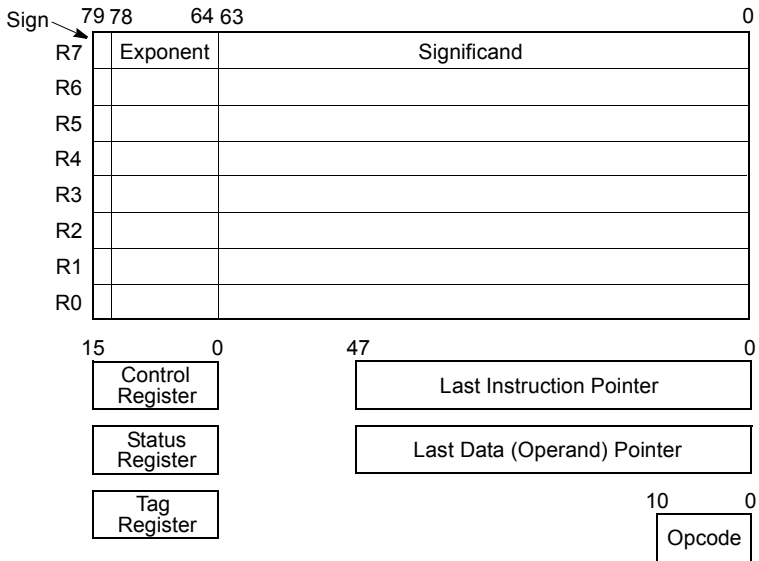 Sign 79 78 64 63 0
R7 Exponent Significand
R6
R5
R4
R3
R2
R1
R0
15 0 47 0
Control
Register
Last Instruction Pointer
Status
Register
Last Data (Operand) Pointer
Tag
Register
10 0
Opcode